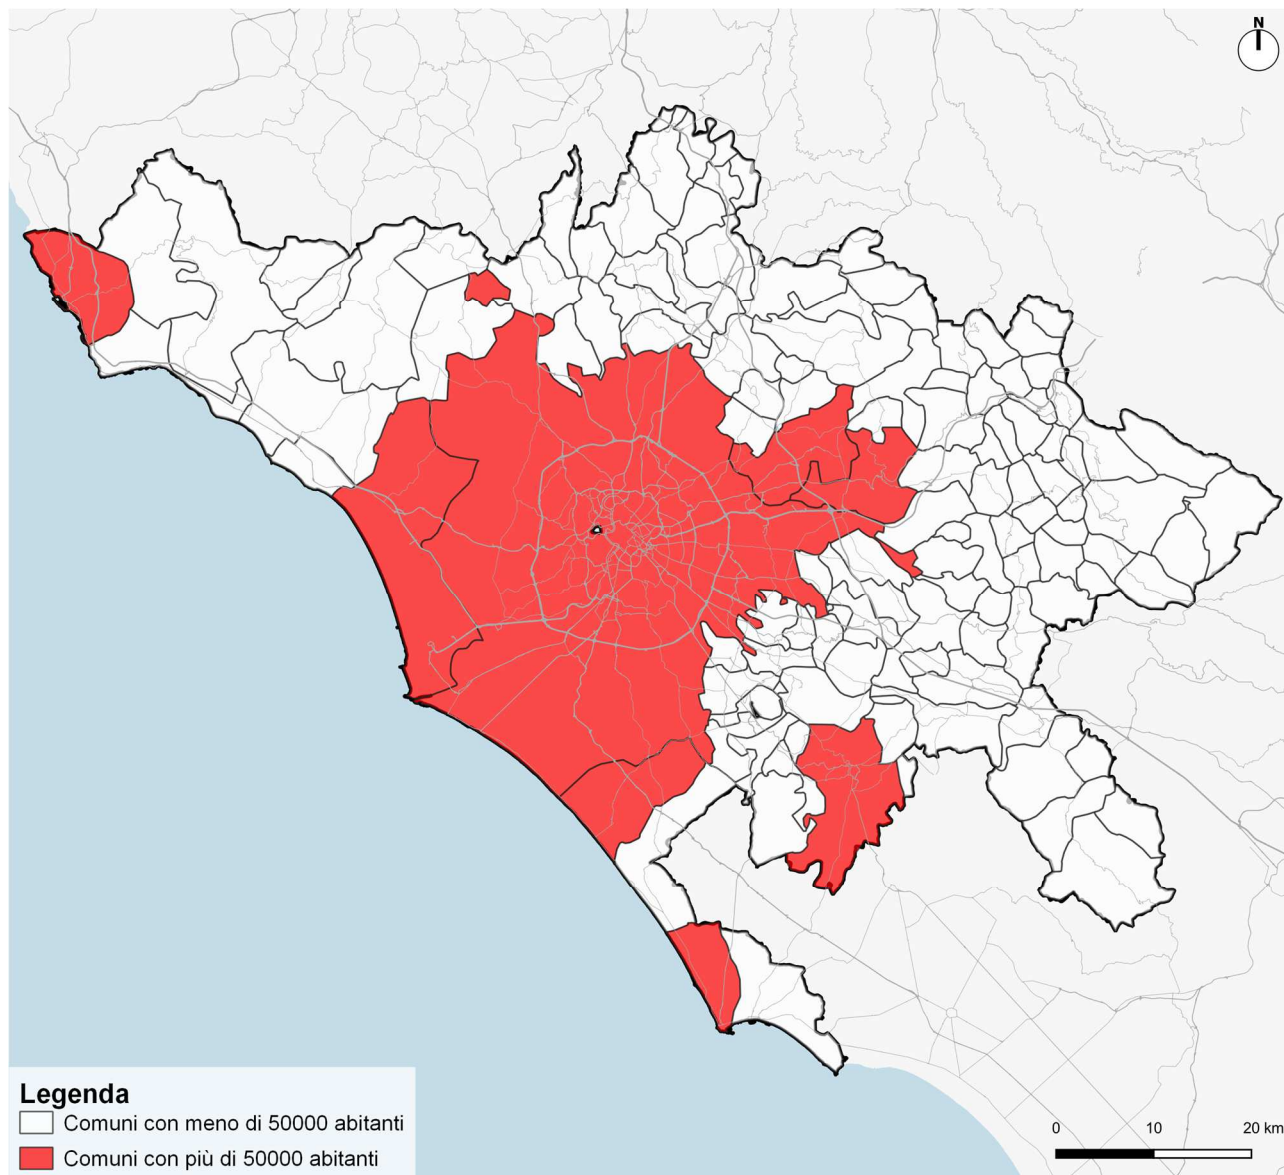 N
Legenda
Comuni con meno di 50000 abitanti
Comuni con più di 50000 abitanti
0 10 20 km